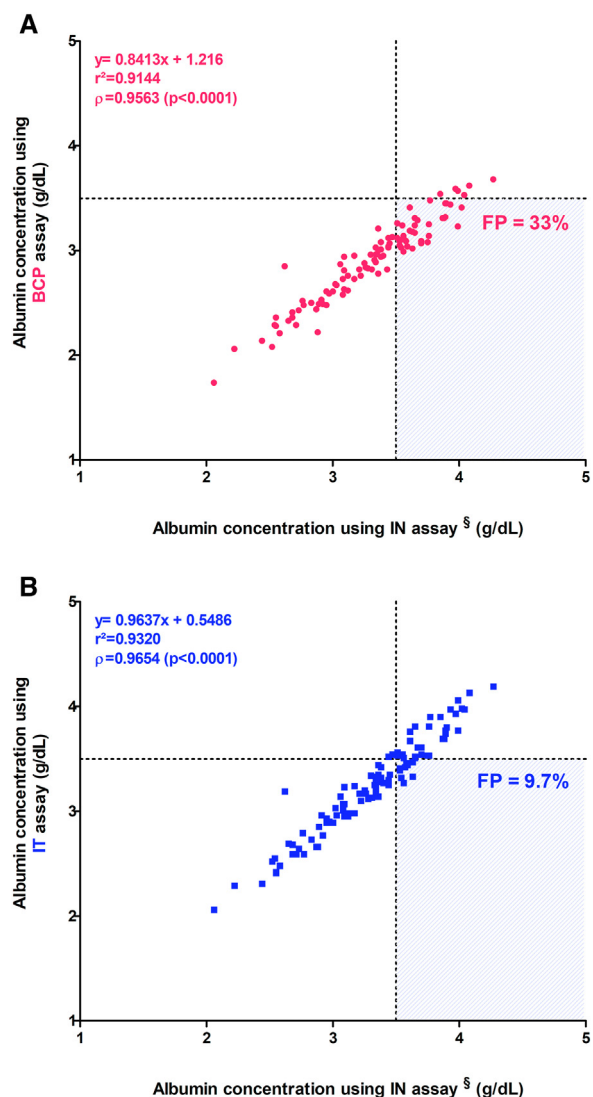 A
y= 0.8413x + 1.216
r²=0.9144
ρ=0.9563 (p<0.0001)
Albumin concentration using
BCP assay (g/dL)
5
4
3
2
1
FP = 33%
1 2 3 4 5
Albumin concentration using IN assay § (g/dL)
B
y= 0.9637x + 0.5486
r²=0.9320
ρ=0.9654 (p<0.0001)
Albumin concentration using
IT assay (g/dL)
5
4
3
2
1
FP = 9.7%
1 2 3 4 5
Albumin concentration using IN assay § (g/dL)